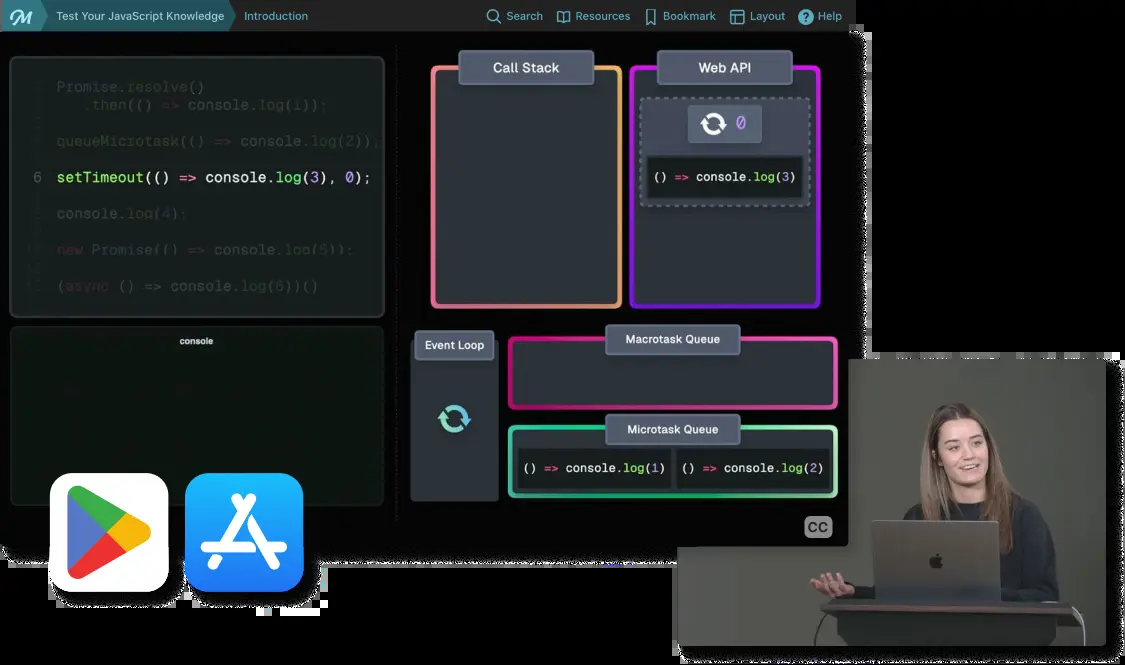 M
Test Your JavaScript Knowledge
Introduction
Search
Resources
Bookmark
Layout
Help
Promise.resolve()
.then(() => console.log(1));
queueMicrotask(() => console.log(2));
6 setTimeout(() => console.log(3), 0);
console.log(4);
new Promise(() => console.log(5));
(async () => console.log(6))()
console
Call Stack
Web API
0
() => console.log(3)
Event Loop
Macrotask Queue
Microtask Queue
() => console.log(1) () => console.log(2)
CC